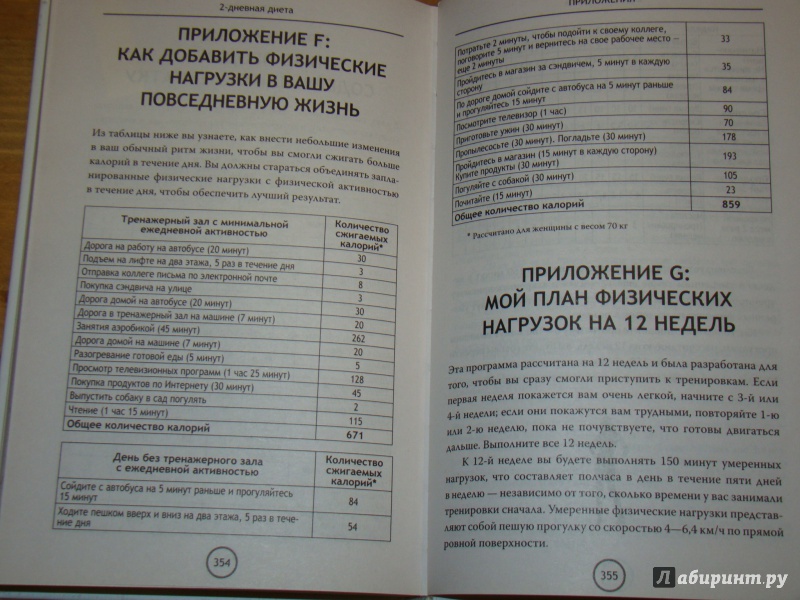 2-дневная диета
ПРИЛОЖЕНИЕ F:
КАК ДОБАВИТЬ ФИЗИЧЕСКИЕ
НАГРУЗКИ В ВАШУ
ПОВСЕДНЕВНУЮ ЖИЗНЬ
Из таблицы ниже вы узнаете, как внести небольшие изменения
в ваш обычный ритм жизни, чтобы вы смогли сжигать больше
калорий в течение дня. Вы должны стараться объединять запла-
нированные физические нагрузки с физической активностью
в течение дня, чтобы обеспечить лучший результат.
Тренажерный зал с минимальной
ежедневной активностью
Количество
сжигаемых
калорий*
Дорога на работу на автобусе (20 минут) 30
Подъем на лифте на два этажа, 5 раз в течение дня 3
Отправка коллеге письма по электронной почте 8
Покупка сэндвича на улице 3
Дорога домой на автобусе (20 минут) 30
Дорога в тренажерный зал на машине (7 минут) 20
Занятия аэробикой (45 минут) 262
Дорога домой на машине (7 минут) 20
Разогревание готовой еды (5 минут) 5
Просмотр телевизионных программ (1 час 25 минут) 128
Покупка продуктов по Интернету (30 минут) 45
Выпустить собаку в сад погулять 2
Чтение (1 час 15 минут) 115
Общее количество калорий 671
День без тренажерного зала
с ежедневной активностью
Количество
сжигаемых
калорий*
Сойдите с автобуса на 5 минут раньше и прогуляйтесь
15 минут 84
Ходите пешком вверх и вниз на два этажа, 5 раз в тече-
ние дня 54
354
ПРИЛОЖЕНИЯ
Потратьте 2 минуты, чтобы подойти к своему коллеге,
поговорите 5 минут и вернитесь на свое рабочее место —
еще 2 минуты 33
Пройдитесь в магазин за сэндвичем, 5 минут в каждую
сторону 35
По дороге домой сойдите с автобуса на 5 минут раньше
и прогуляйтесь 15 минут 84
Посмотрите телевизор (1 час) 90
Приготовьте ужин (30 минут) 70
Пропылесосьте (30 минут), Погладьте (30 минут) 178
Пройдитесь в магазин (15 минут в каждую сторону)
Купите продукты (30 минут) 193
Погуляйте с собакой (30 минут) 105
Почитайте (15 минут) 23
Общее количество калорий 859
* Рассчитано для женщины с весом 70 кг
ПРИЛОЖЕНИЕ G:
МОЙ ПЛАН ФИЗИЧЕСКИХ
НАГРУЗОК НА 12 НЕДЕЛЬ
Эта программа рассчитана на 12 недель и была разработана для
того, чтобы вы сразу смогли приступить к тренировкам. Если
первая неделя покажется вам очень легкой, начните с 3-й или
4-й недели; если они покажутся вам трудными, повторяйте 1-ю
или 2-ю неделю, пока не почувствуете, что готовы двигаться
дальше. Выполните все 12 недель.
К 12-й неделе вы будете выполнять 150 минут умеренных
нагрузок, что составляет полчаса в день в течение пяти дней
в неделю — независимо от того, сколько времени у вас занимали
тренировки сначала. Умеренные физические нагрузки представ-
ляют собой пешую прогулку со скоростью 4—6,4 км/ч по прямой
ровной поверхности.
355
Лабиринт.ру